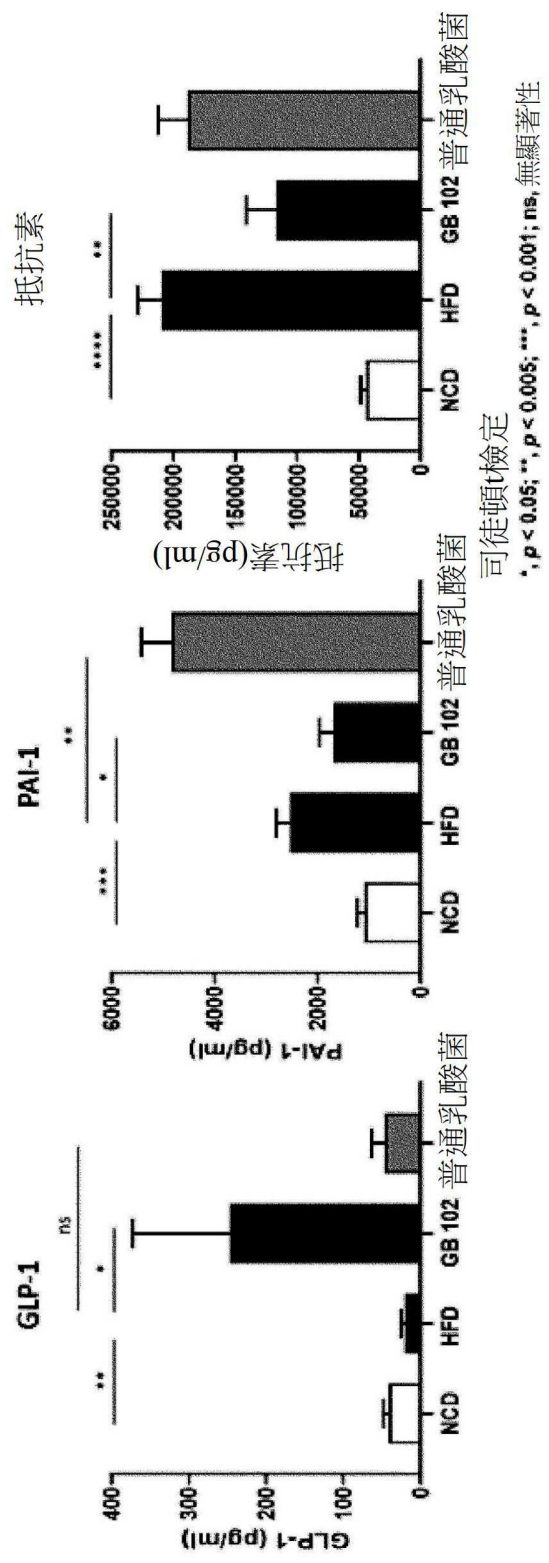 GLP-1
ns
**
*
GLP-1 (pg/ml)
400
300
200
100
0
NCD
HFD
GB 102
普通乳酸菌
PAI-1
**
***
*
PAI-1 (pg/ml)
6000
4000
2000
0
NCD
HFD
GB 102
普通乳酸菌
抵抗素
****
**
抵抗素(pg/ml)
250000
200000
150000
100000
50000
0
NCD
HFD
GB 102
普通乳酸菌
司徒頓t檢定
*, p < 0.05; **, p < 0.005; ***, p < 0.001; ns, 無顯著性